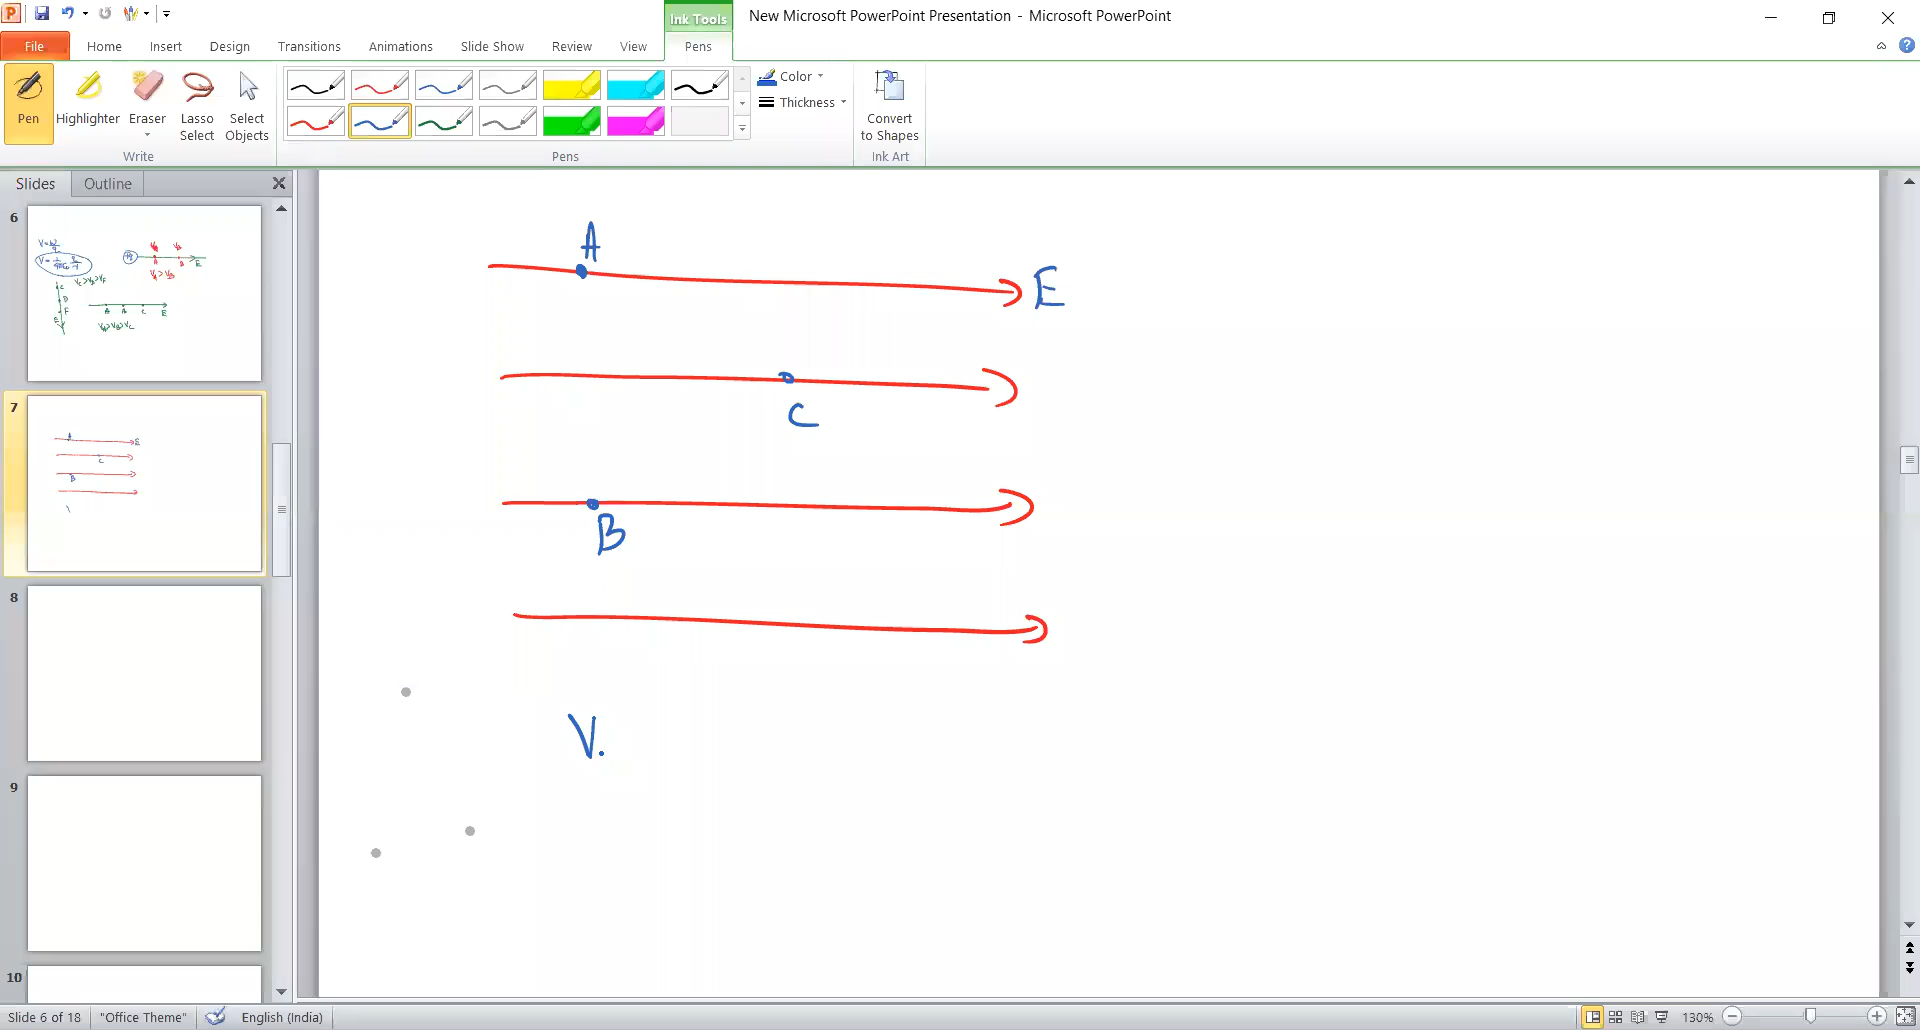 New Microsoft PowerPoint Presentation - Microsoft PowerPoint
Ink Tools
File Home Insert Design Transitions Animations Slide Show Review View Pens
Pen Highlighter Eraser Lasso Select Select Objects
Color
Thickness
Convert to Shapes
Write Pens Ink Art
Slides Outline
6
7
8
9
10
A
E
C
B
V.
Slide 6 of 18 "Office Theme" English (India) 130%